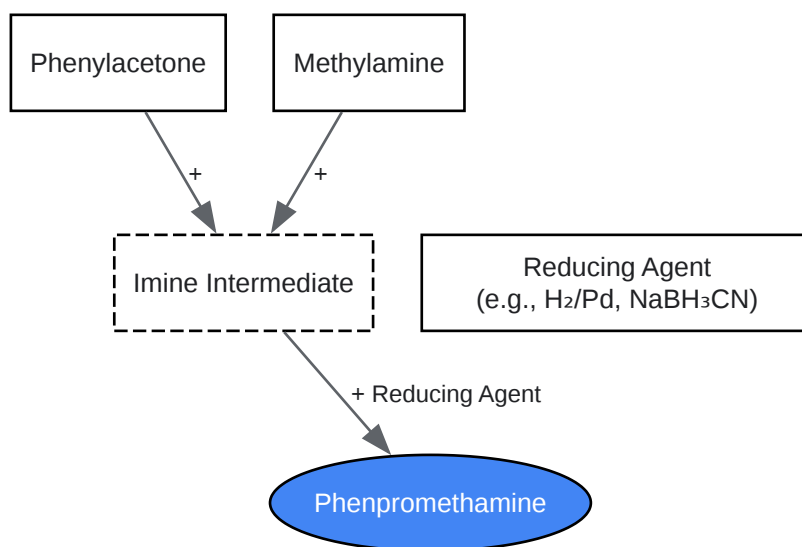 Phenylacetone
Methylamine
+
+
Imine Intermediate
Reducing Agent
(e.g., H₂/Pd, NaBH₃CN)
+ Reducing Agent
Phenpromethamine